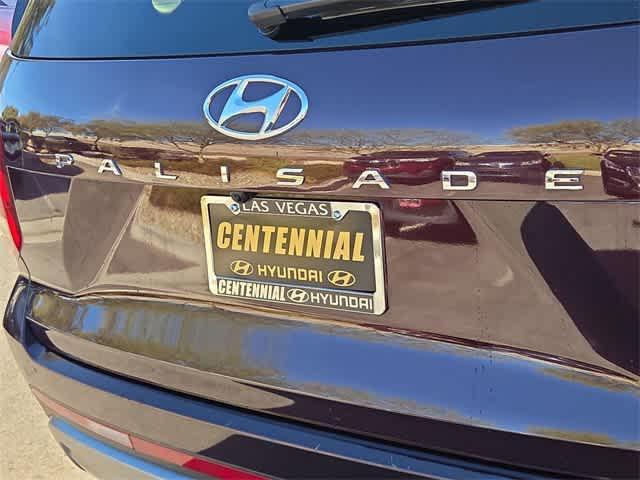 PALISADE
LAS VEGAS
CENTENNIAL
HYUNDAI
CENTENNIAL HYUNDAI